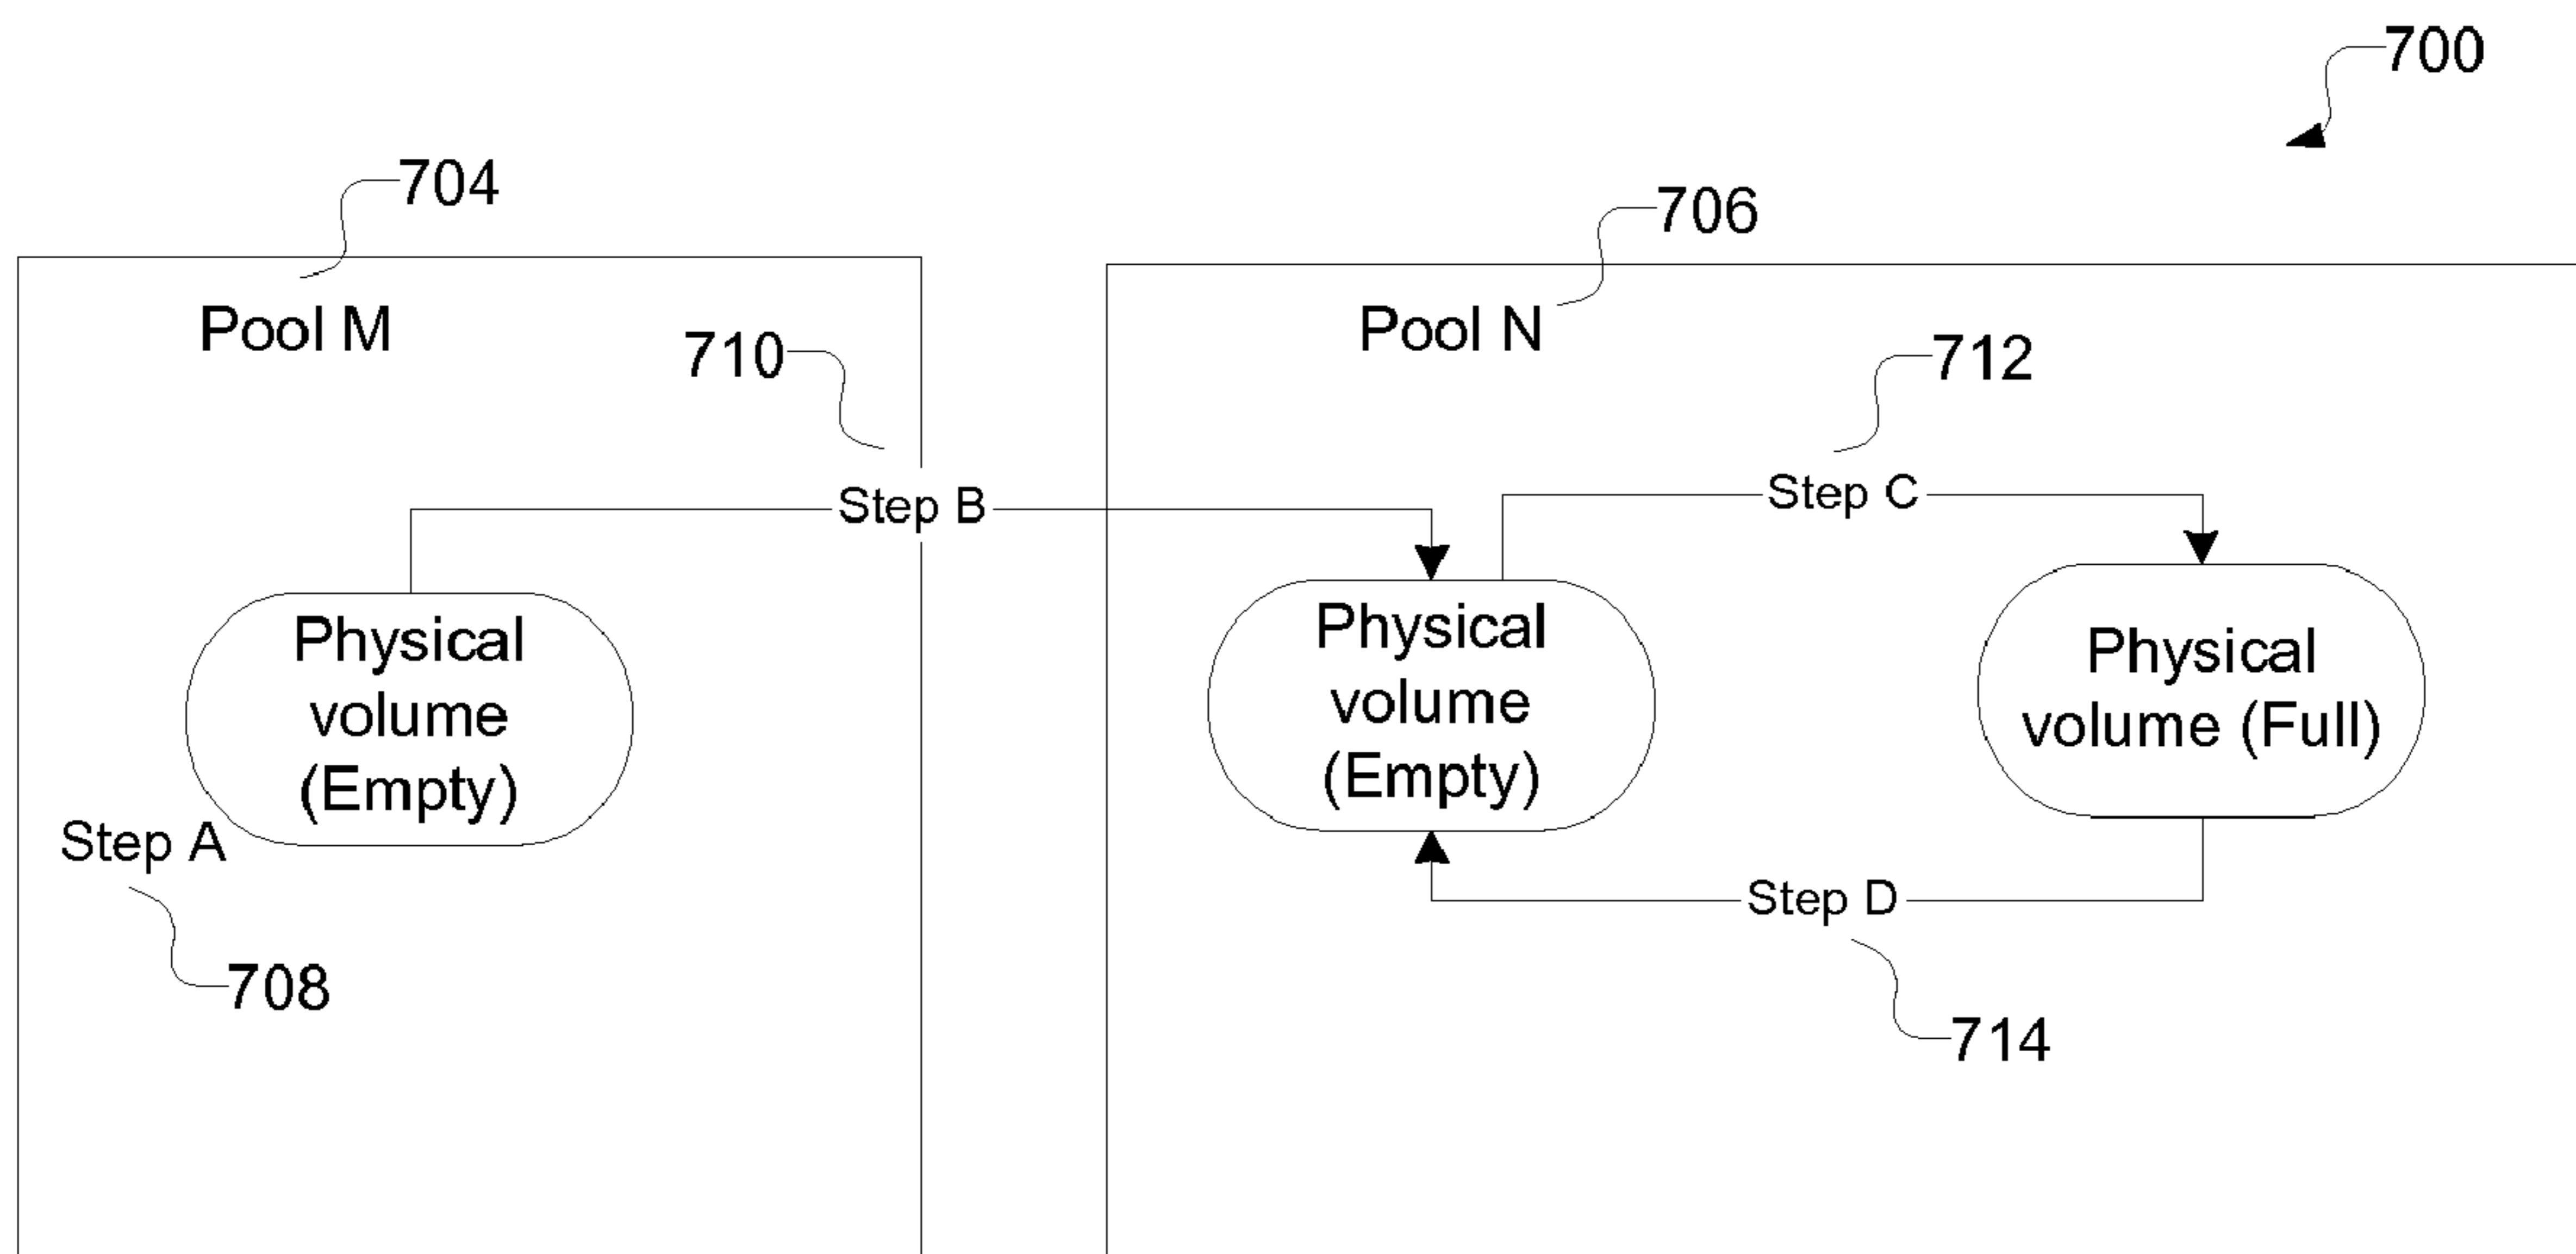 700
704
706
Pool M
Pool N
710
712
Step B
Step C
Physical
volume
(Empty)
Physical
volume
(Empty)
Physical
volume (Full)
Step A
Step D
708
714